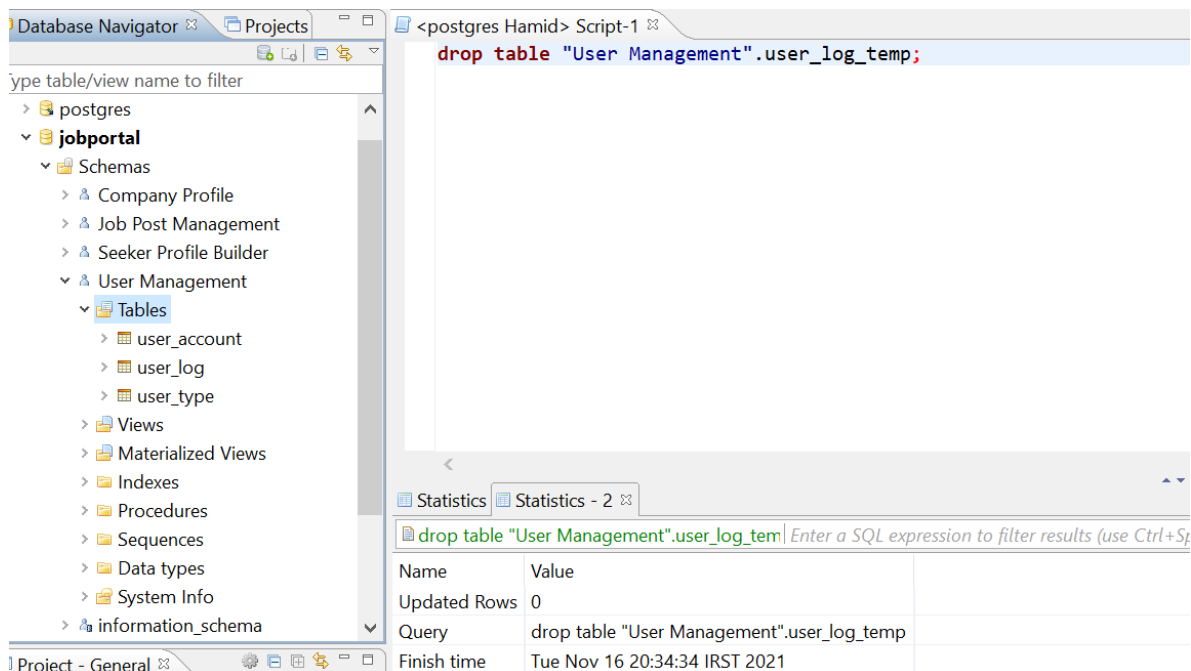 Database Navigator
Projects
<postgres Hamid> Script-1
drop table "User Management".user_log_temp;
Type table/view name to filter
postgres
jobportal
Schemas
Company Profile
Job Post Management
Seeker Profile Builder
User Management
Tables
user_account
user_log
user_type
Views
Materialized Views
Indexes
Procedures
Sequences
Data types
System Info
information_schema
Project - General
Statistics
Statistics - 2
drop table "User Management".user_log_tem
Enter a SQL expression to filter results (use Ctrl+Sp
Name Value
Updated Rows 0
Query drop table "User Management".user_log_temp
Finish time Tue Nov 16 20:34:34 IRST 2021